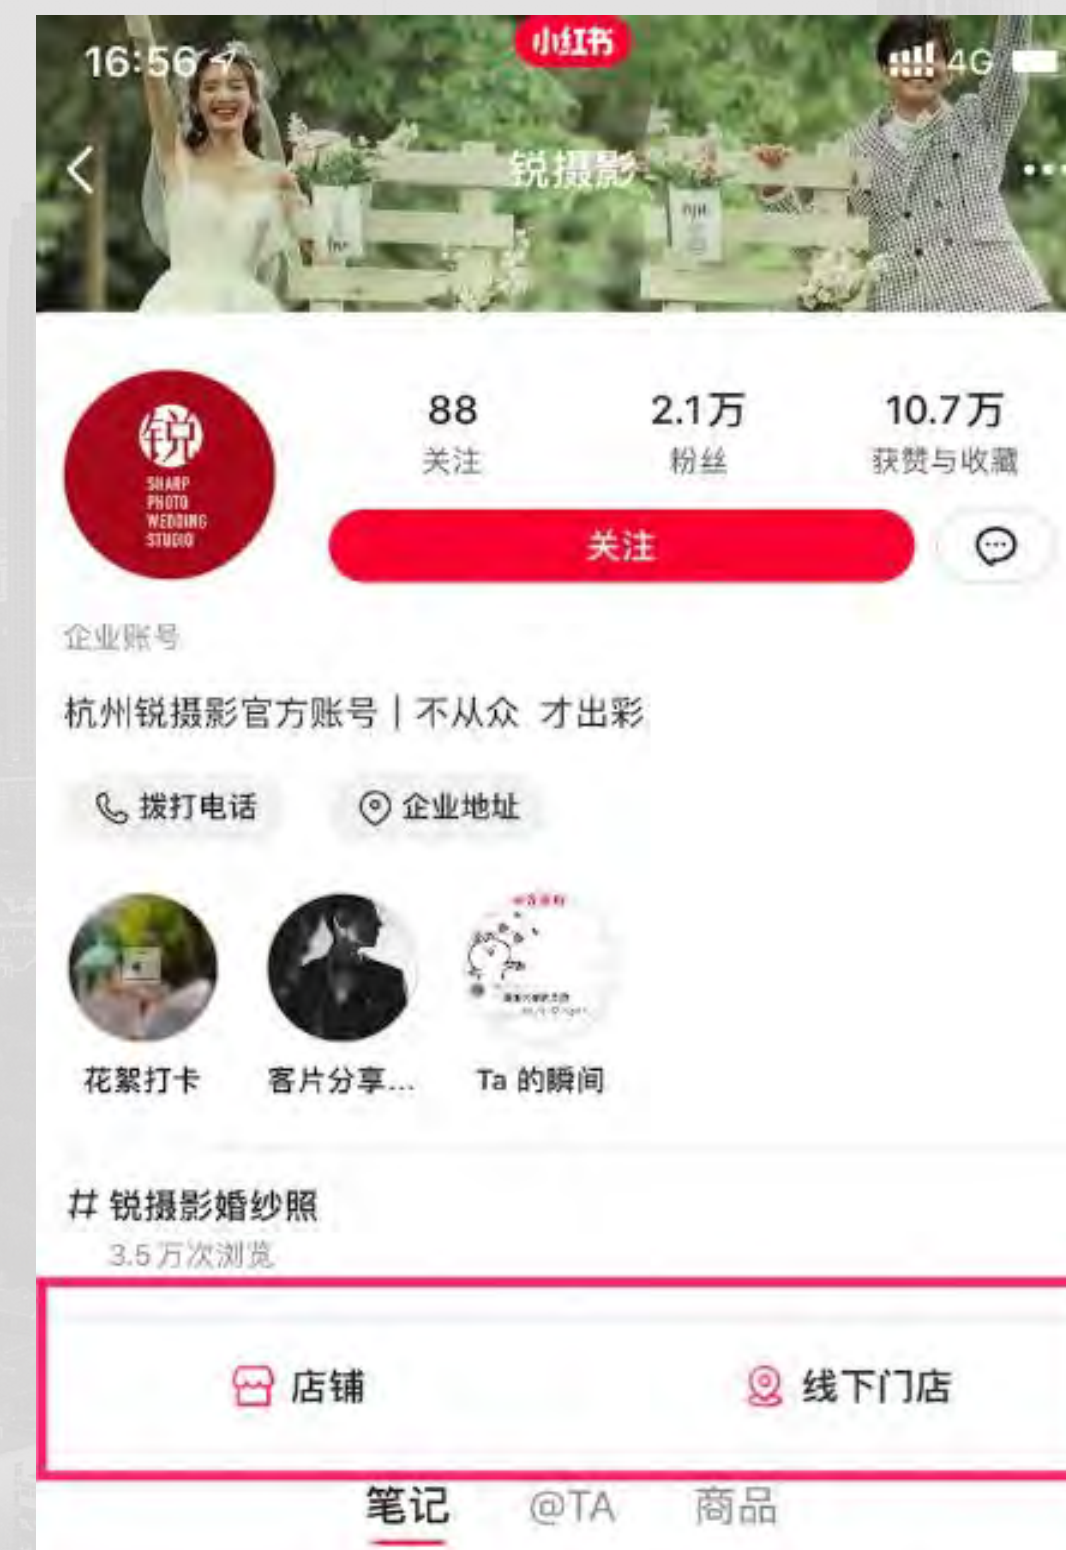 16:56
小红书
4G
锐摄影
锐
SHARP
PHOTO
WEDDING
STUDIO
88
关注
2.1万
粉丝
10.7万
获赞与收藏
关注
企业账号
杭州锐摄影官方账号 | 不从众 才出彩
拨打电话
企业地址
花絮打卡
客片分享...
Ta 的瞬间
# 锐摄影婚纱照
3.5万次浏览
店铺
线下门店
笔记
@TA
商品